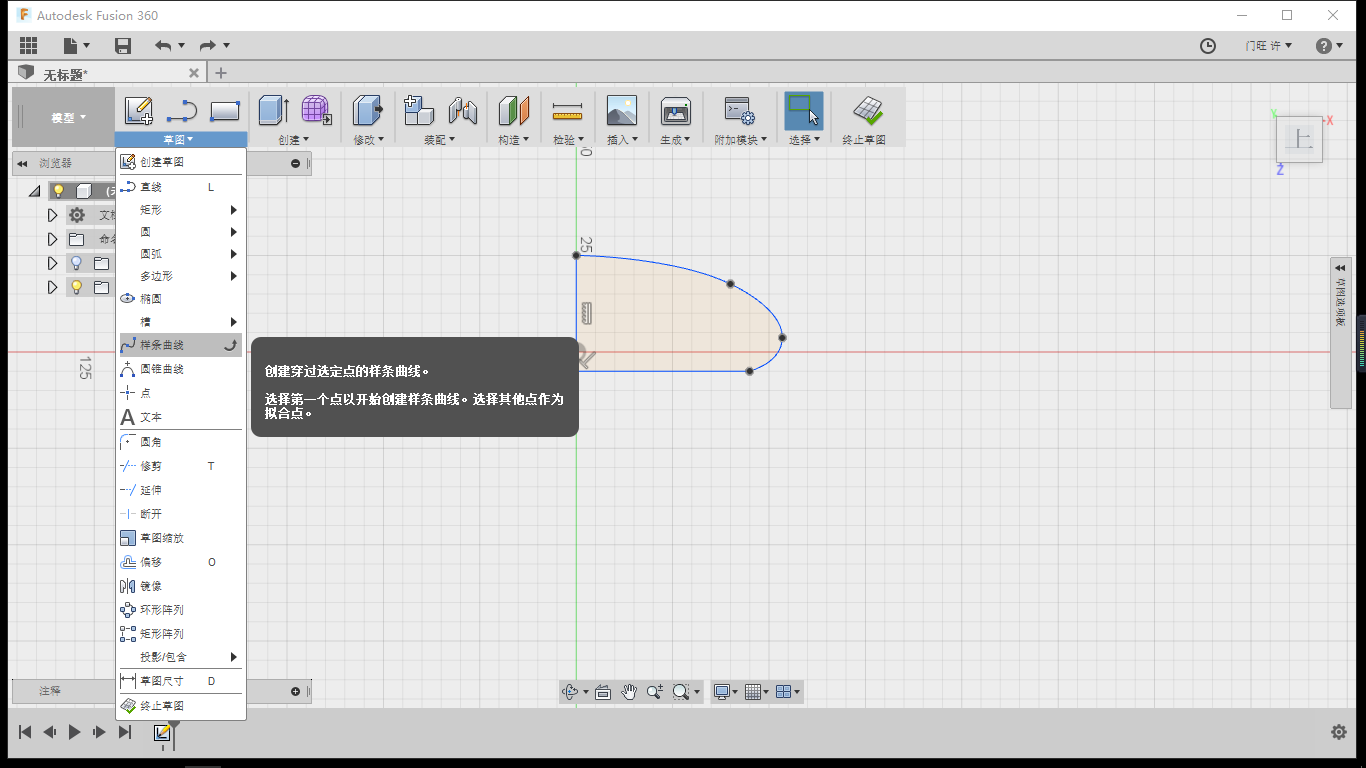 Autodesk Fusion 360
门旺 许
无标题*
模型
草图
创建
修改
装配
构造
检验
插入
生成
附加模块
选择
终止草图
浏览器
创建草图
直线 L
矩形
圆
圆弧
多边形
椭圆
槽
样条曲线
圆锥曲线
点
A 文本
圆角
修剪 T
延伸
断开
草图缩放
偏移 O
镜像
环形阵列
矩形阵列
投影/包含
草图尺寸 D
终止草图
创建穿过选定点的样条曲线。
选择第一个点以开始创建样条曲线。选择其他点作为
拟合点。
25
125
上
X
Y
Z
草图选项板
注释